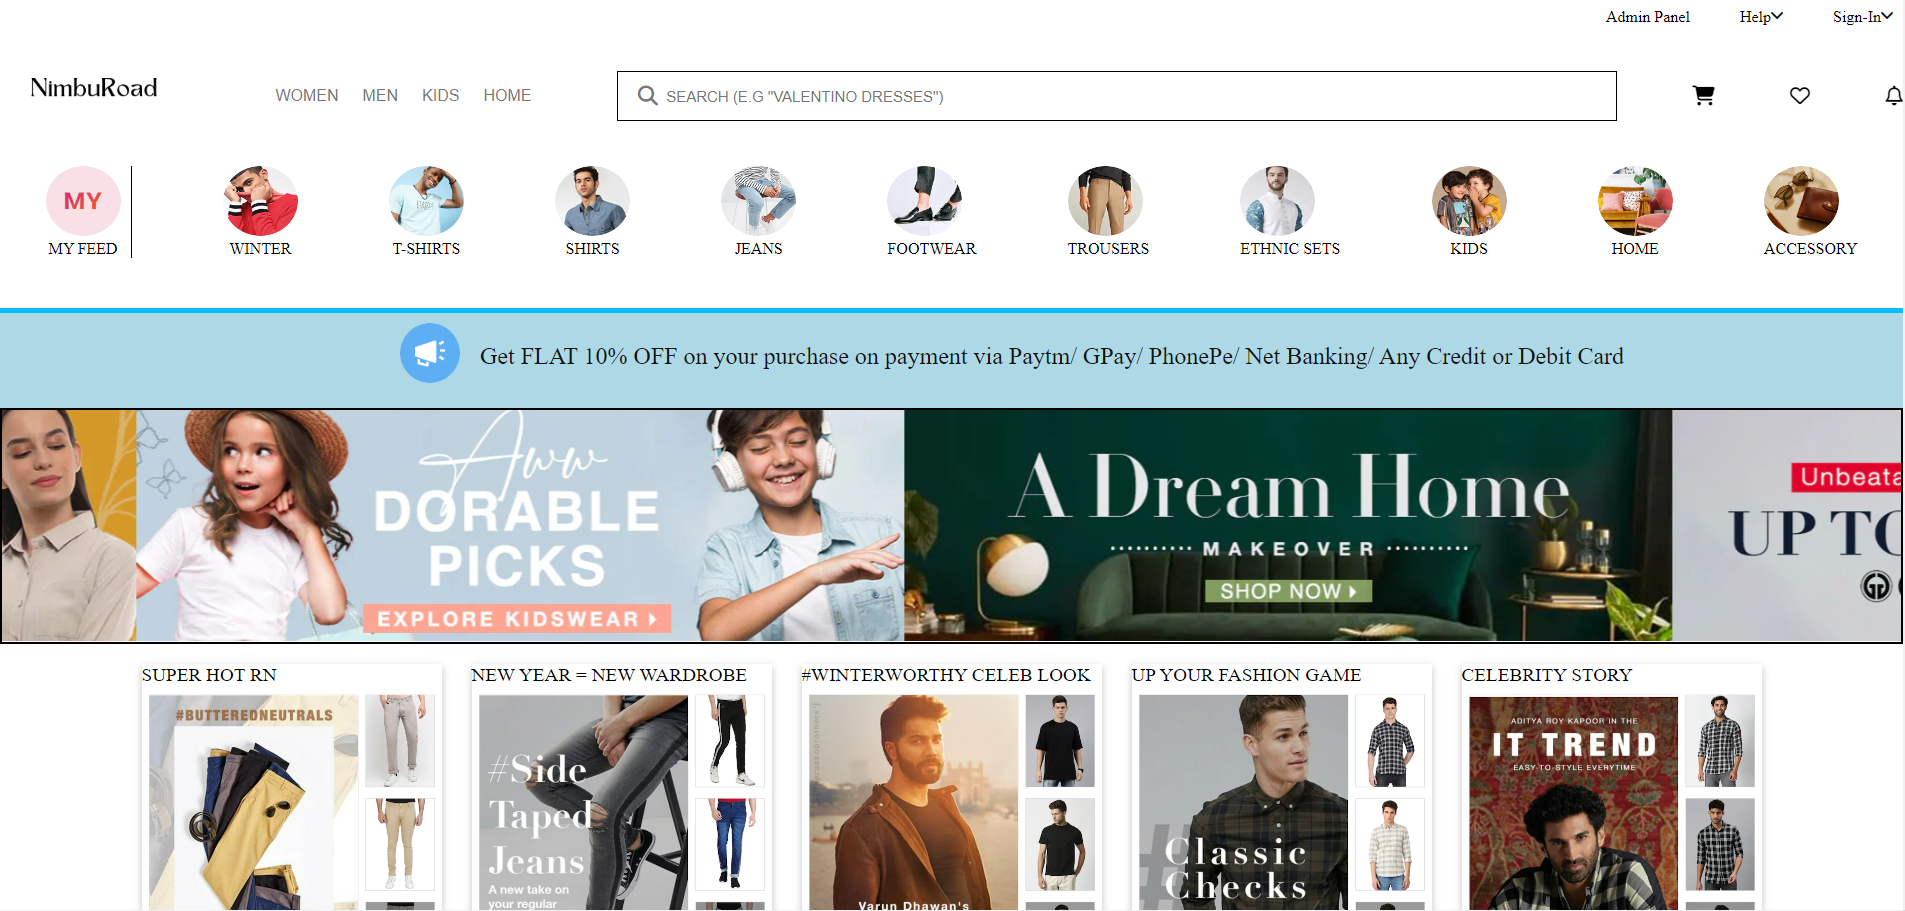 Admin Panel Help Sign-In
NimbuRoad
WOMEN MEN KIDS HOME
SEARCH (E.G "VALENTINO DRESSES")
MY
MY FEED WINTER T-SHIRTS SHIRTS JEANS FOOTWEAR TROUSERS ETHNIC SETS KIDS HOME ACCESSORY
Get FLAT 10% OFF on your purchase on payment via Paytm/ GPay/ PhonePe/ Net Banking/ Any Credit or Debit Card
Aww
DORABLE
PICKS
EXPLORE KIDSWEAR
A Dream Home
MAKEOVER
SHOP NOW
Unbeata
UP TO
SUPER HOT RN
#BUTTEREDNEUTRALS
NEW YEAR = NEW WARDROBE
#Side
Taped
Jeans
A new take on
your regular
#WINTERWORTHY CELEB LOOK
Varun Dhawan's
UP YOUR FASHION GAME
Classic
Checks
CELEBRITY STORY
ADITYA ROY KAPOOR IN THE
IT TREND
EASY-TO-STYLE EVERYTIME